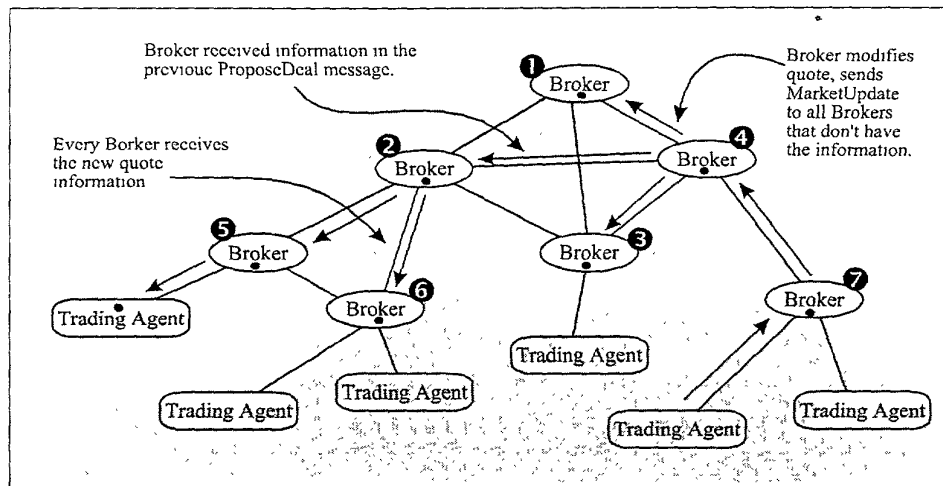 Broker received information in the
previous ProposeDeal message.
1
Broker
Broker modifies
quote, sends
MarketUpdate
to all Brokers
that don't have
the information.
Every Borker receives
the new quote
information
2
Broker
4
Broker
5
Broker
3
Broker
6
Broker
7
Broker
Trading Agent
Trading Agent
Trading Agent
Trading Agent
Trading Agent
Trading Agent